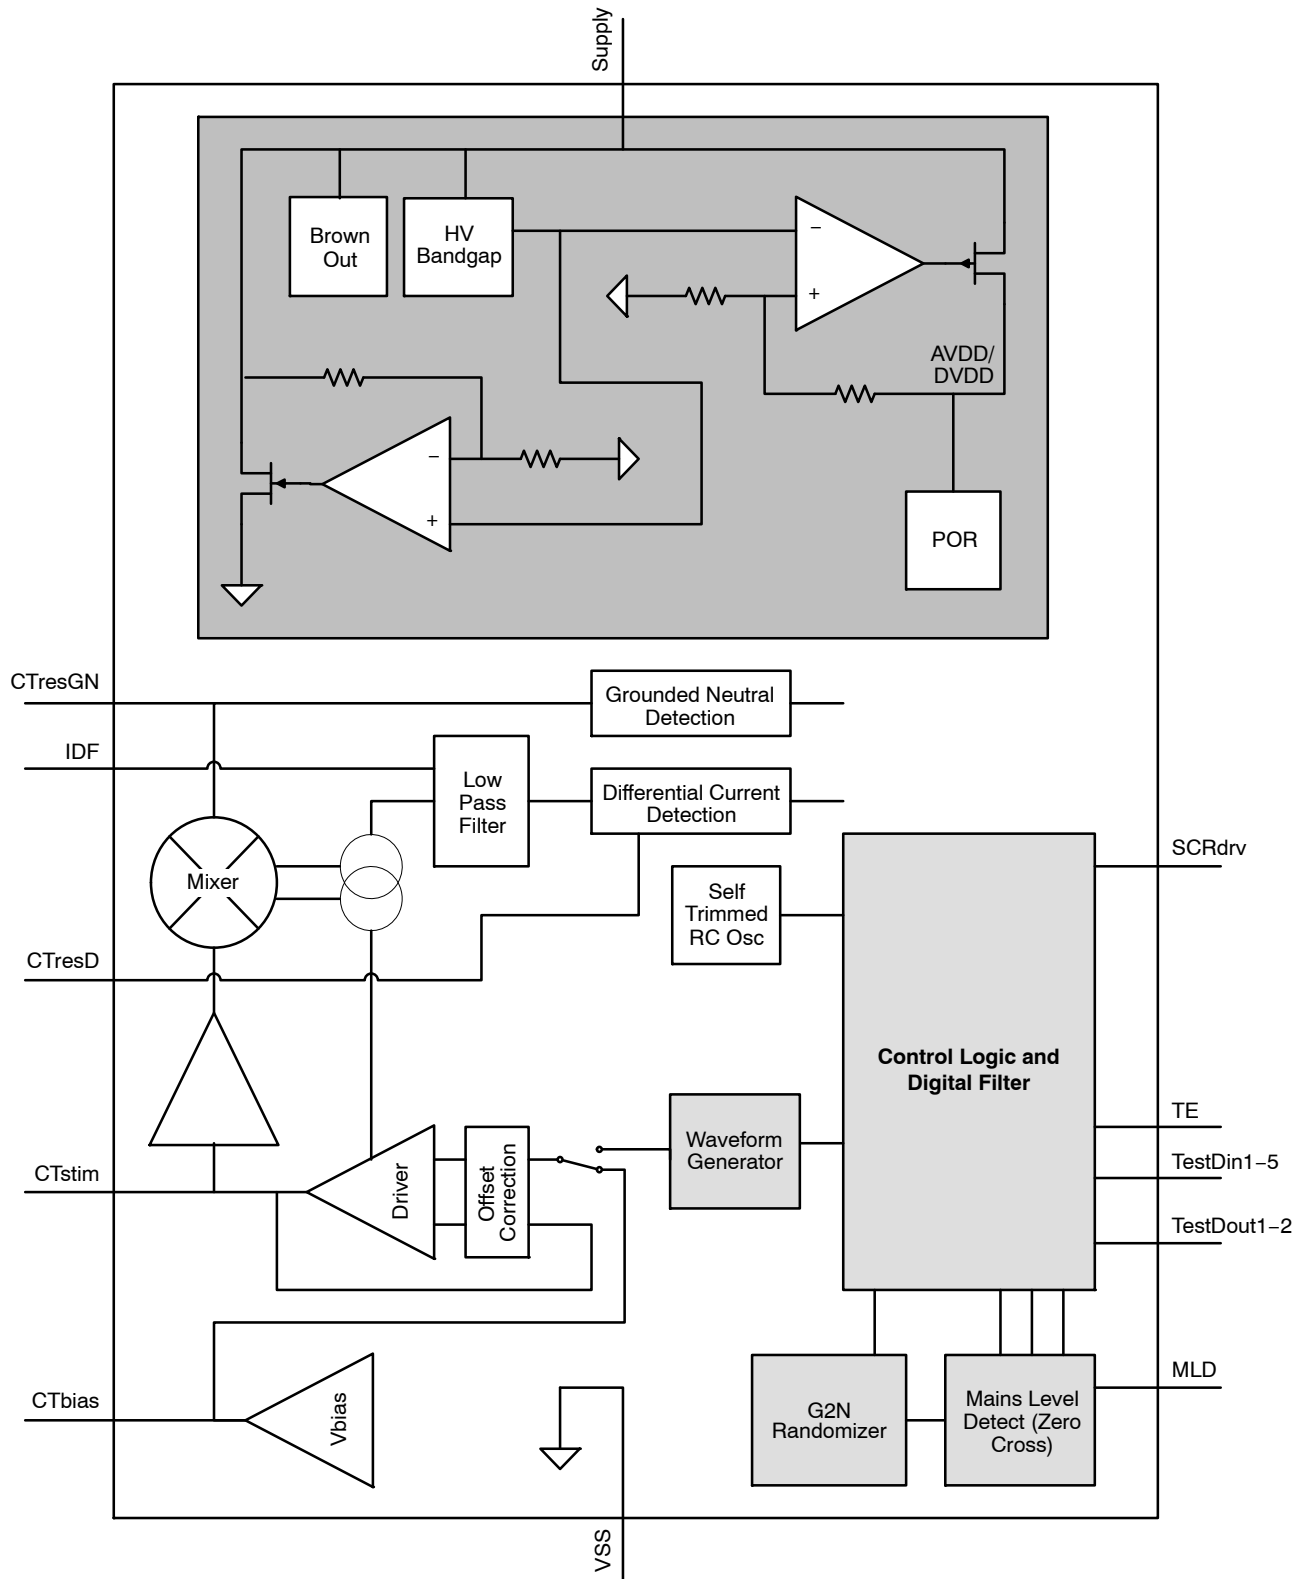 Supply
Brown
Out
HV
Bandgap
−
+
AVDD/
DVDD
−
+
POR
CTresGN
Grounded Neutral
Detection
IDF
Low
Pass
Filter
Differential Current
Detection
Mixer
Self
Trimmed
RC Osc
SCRdrv
CTresD
Control Logic and
Digital Filter
TE
Waveform
Generator
TestDin1−5
CTstim
Driver
Offset
Correction
TestDout1−2
MLD
CTbias
Vbias
G2N
Randomizer
Mains Level
Detect (Zero
Cross)
VSS